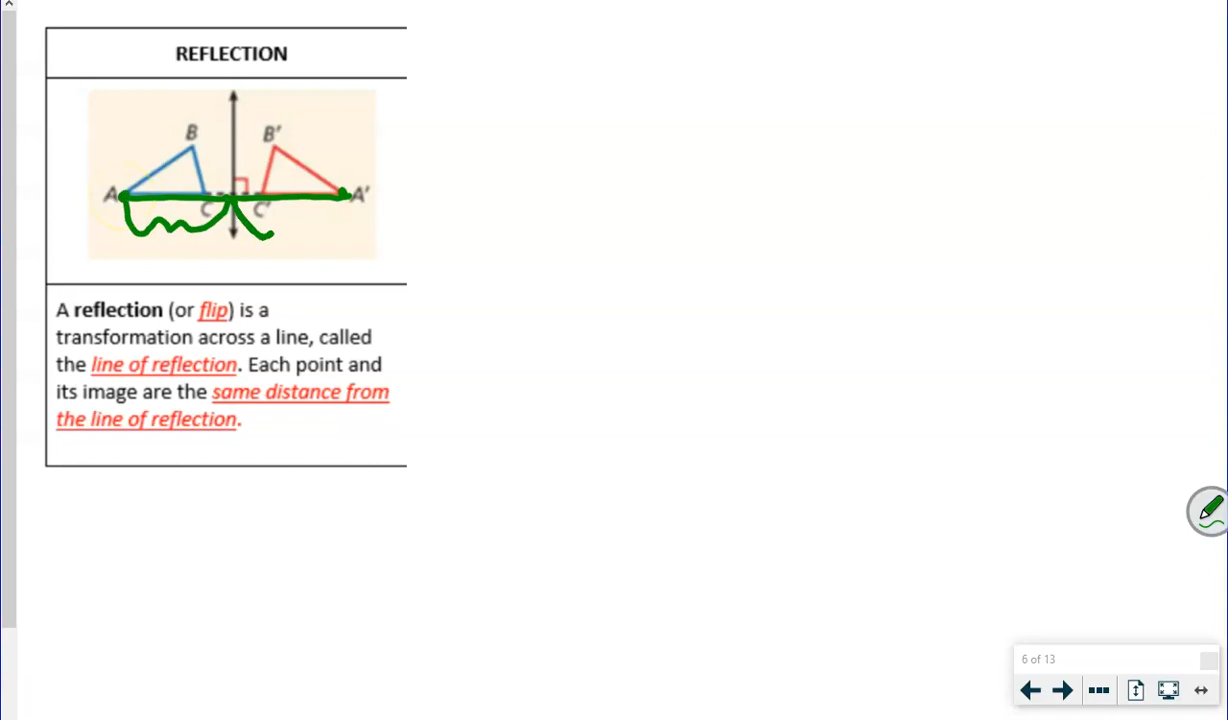 REFLECTION
B B′
A A′
C C′
A reflection (or flip) is a
transformation across a line, called
the line of reflection. Each point and
its image are the same distance from
the line of reflection.
6 of 13